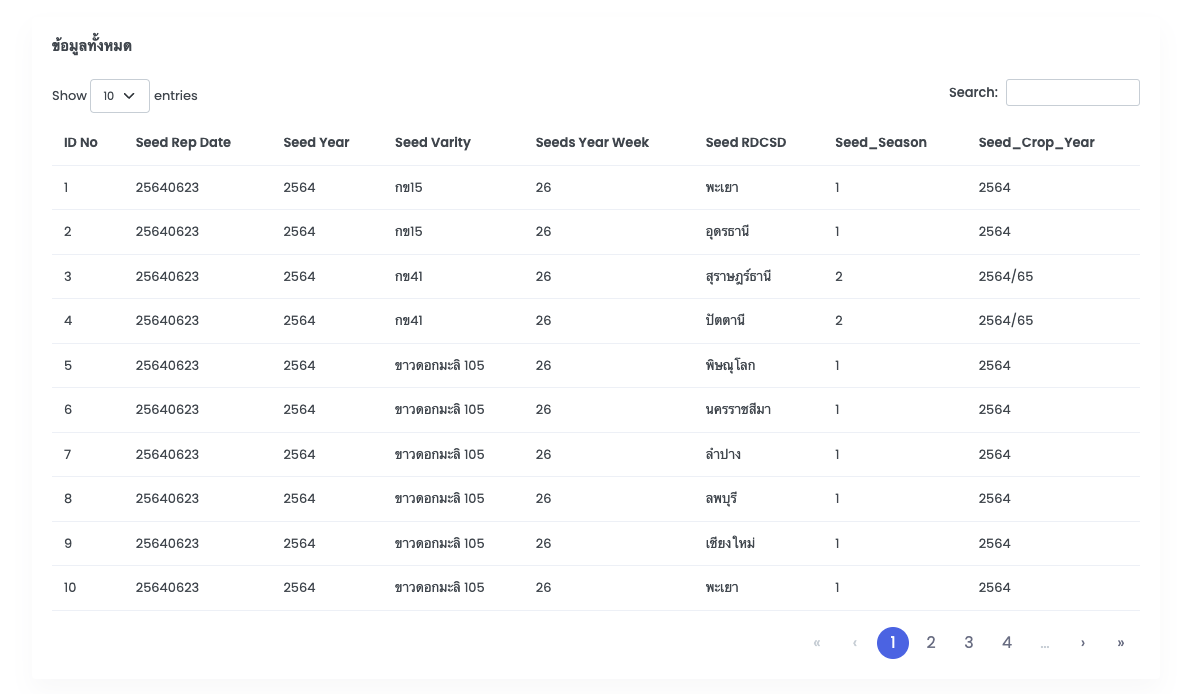 ข้อมูลทั้งหมด
Show 10 entries Search:
ID No Seed Rep Date Seed Year Seed Varity Seeds Year Week Seed RDCSD Seed_Season Seed_Crop_Year
1 25640623 2564 กข15 26 พะเยา 1 2564
2 25640623 2564 กข15 26 อุดรธานี 1 2564
3 25640623 2564 กข41 26 สุราษฎร์ธานี 2 2564/65
4 25640623 2564 กข41 26 ปัตตานี 2 2564/65
5 25640623 2564 ขาวดอกมะลิ 105 26 พิษณุโลก 1 2564
6 25640623 2564 ขาวดอกมะลิ 105 26 นครราชสีมา 1 2564
7 25640623 2564 ขาวดอกมะลิ 105 26 ลำปาง 1 2564
8 25640623 2564 ขาวดอกมะลิ 105 26 ลพบุรี 1 2564
9 25640623 2564 ขาวดอกมะลิ 105 26 เชียงใหม่ 1 2564
10 25640623 2564 ขาวดอกมะลิ 105 26 พะเยา 1 2564
« ‹ 1 2 3 4 ... › »